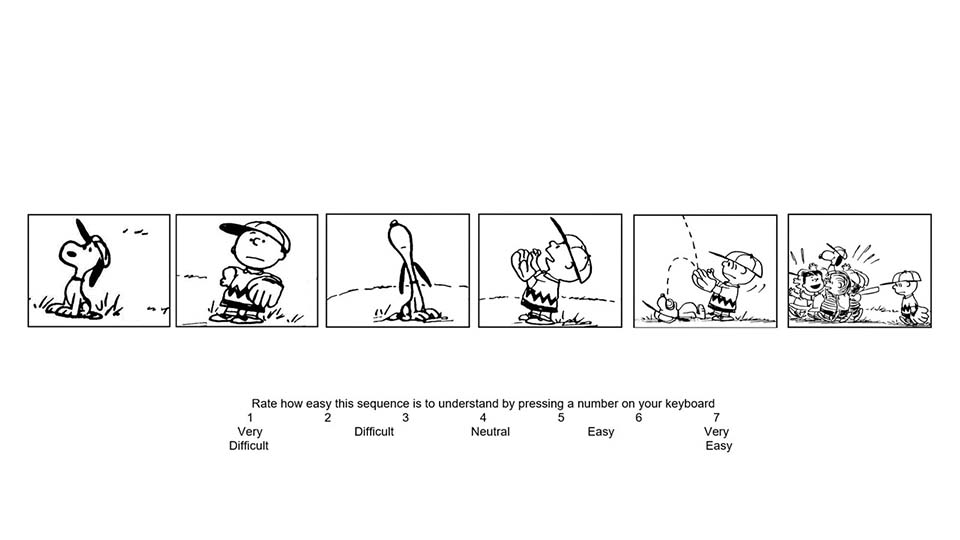 Rate how easy this sequence is to understand by pressing a number on your keyboard
1 2 3 4 5 6 7
Very Difficult Neutral Easy Very
Difficult Easy